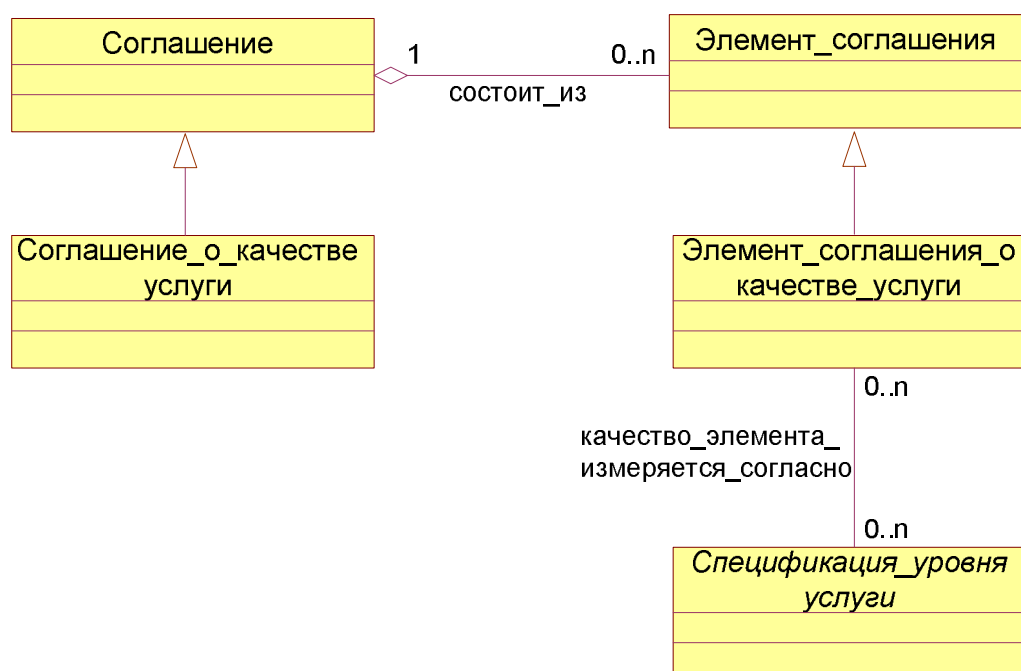 Соглашение
1
0..n
Элемент_соглашения
состоит_из
Соглашение_о_качестве
услуги
Элемент_соглашения_о
качестве_услуги
0..n
качество_элемента_
измеряется_согласно
0..n
Спецификация_уровня
услуги